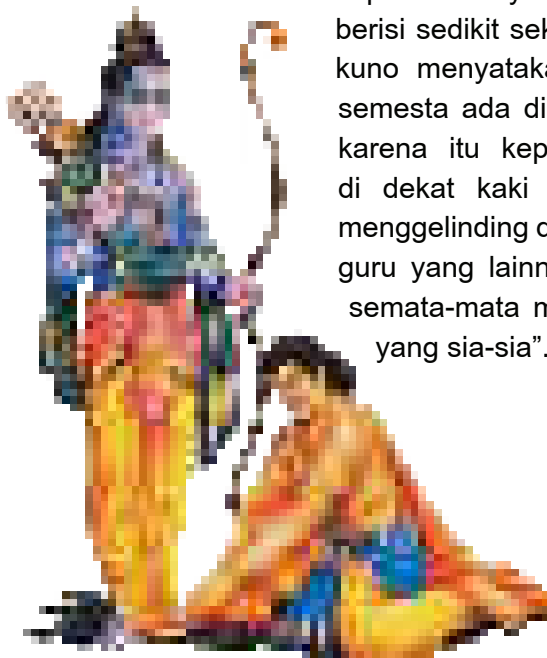 berisi sedikit sek
kuno menyataka
semesta ada di
karena itu kep
di dekat kaki
menggelinding d
guru yang lainn
semata-mata m
yang sia-sia”.